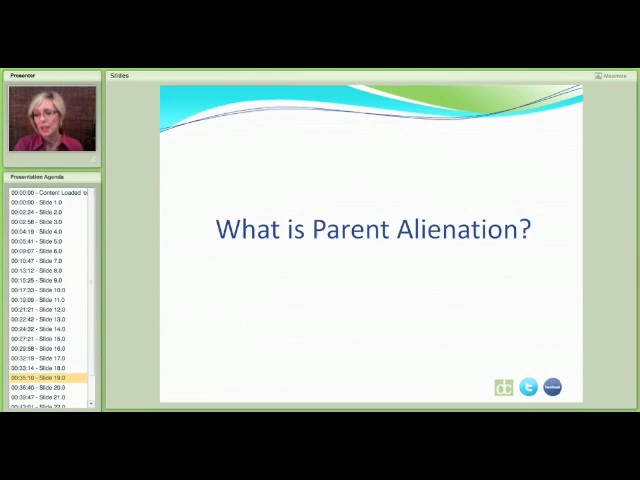 Presenter
Slides
Maximize
Presentation Agenda
00:00:00 - Content Loaded
00:00:00 - Slide 1.0
00:02:24 - Slide 2.0
00:02:58 - Slide 3.0
00:04:19 - Slide 4.0
00:05:41 - Slide 5.0
00:09:07 - Slide 6.0
00:10:47 - Slide 7.0
00:13:12 - Slide 8.0
00:15:25 - Slide 9.0
00:17:33 - Slide 10.0
00:19:09 - Slide 11.0
00:21:21 - Slide 12.0
00:22:42 - Slide 13.0
00:24:32 - Slide 14.0
00:27:21 - Slide 15.0
00:29:58 - Slide 16.0
00:32:19 - Slide 17.0
00:33:14 - Slide 18.0
00:35:10 - Slide 19.0
00:36:40 - Slide 20.0
00:39:47 - Slide 21.0
What is Parent Alienation?
dc
facebook